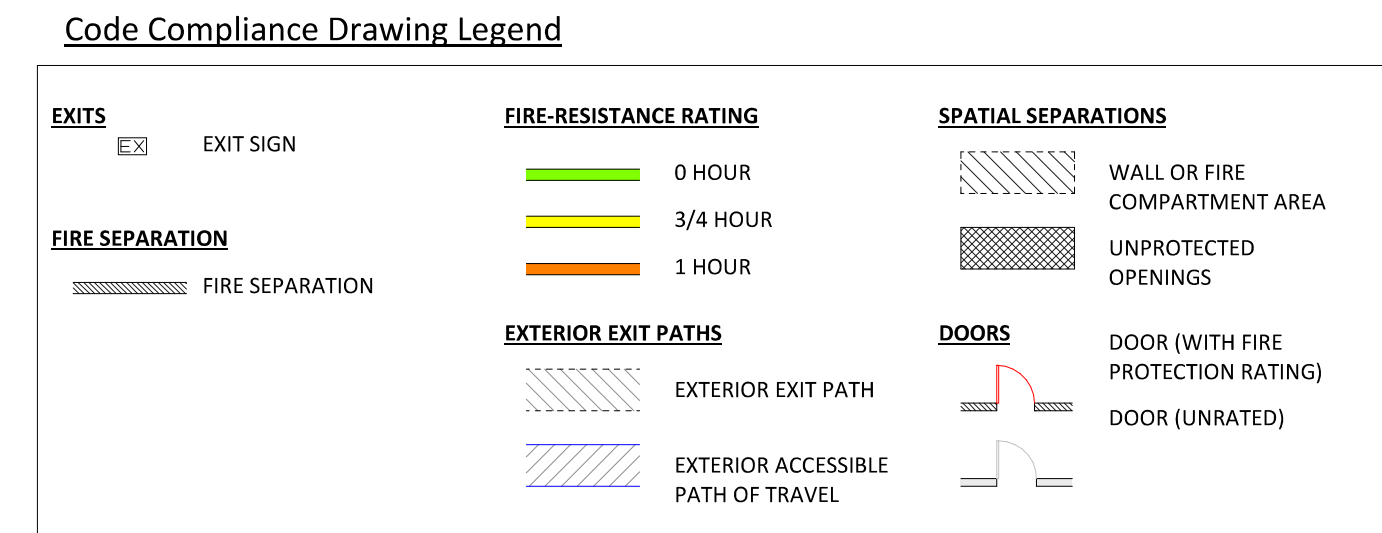 Code Compliance Drawing Legend
EXITS
EX
EXIT SIGN
FIRE SEPARATION
FIRE SEPARATION
FIRE-RESISTANCE RATING
0 HOUR
3/4 HOUR
1 HOUR
EXTERIOR EXIT PATHS
EXTERIOR EXIT PATH
EXTERIOR ACCESSIBLE
PATH OF TRAVEL
SPATIAL SEPARATIONS
WALL OR FIRE
COMPARTMENT AREA
UNPROTECTED
OPENINGS
DOORS
DOOR (WITH FIRE
PROTECTION RATING)
DOOR (UNRATED)